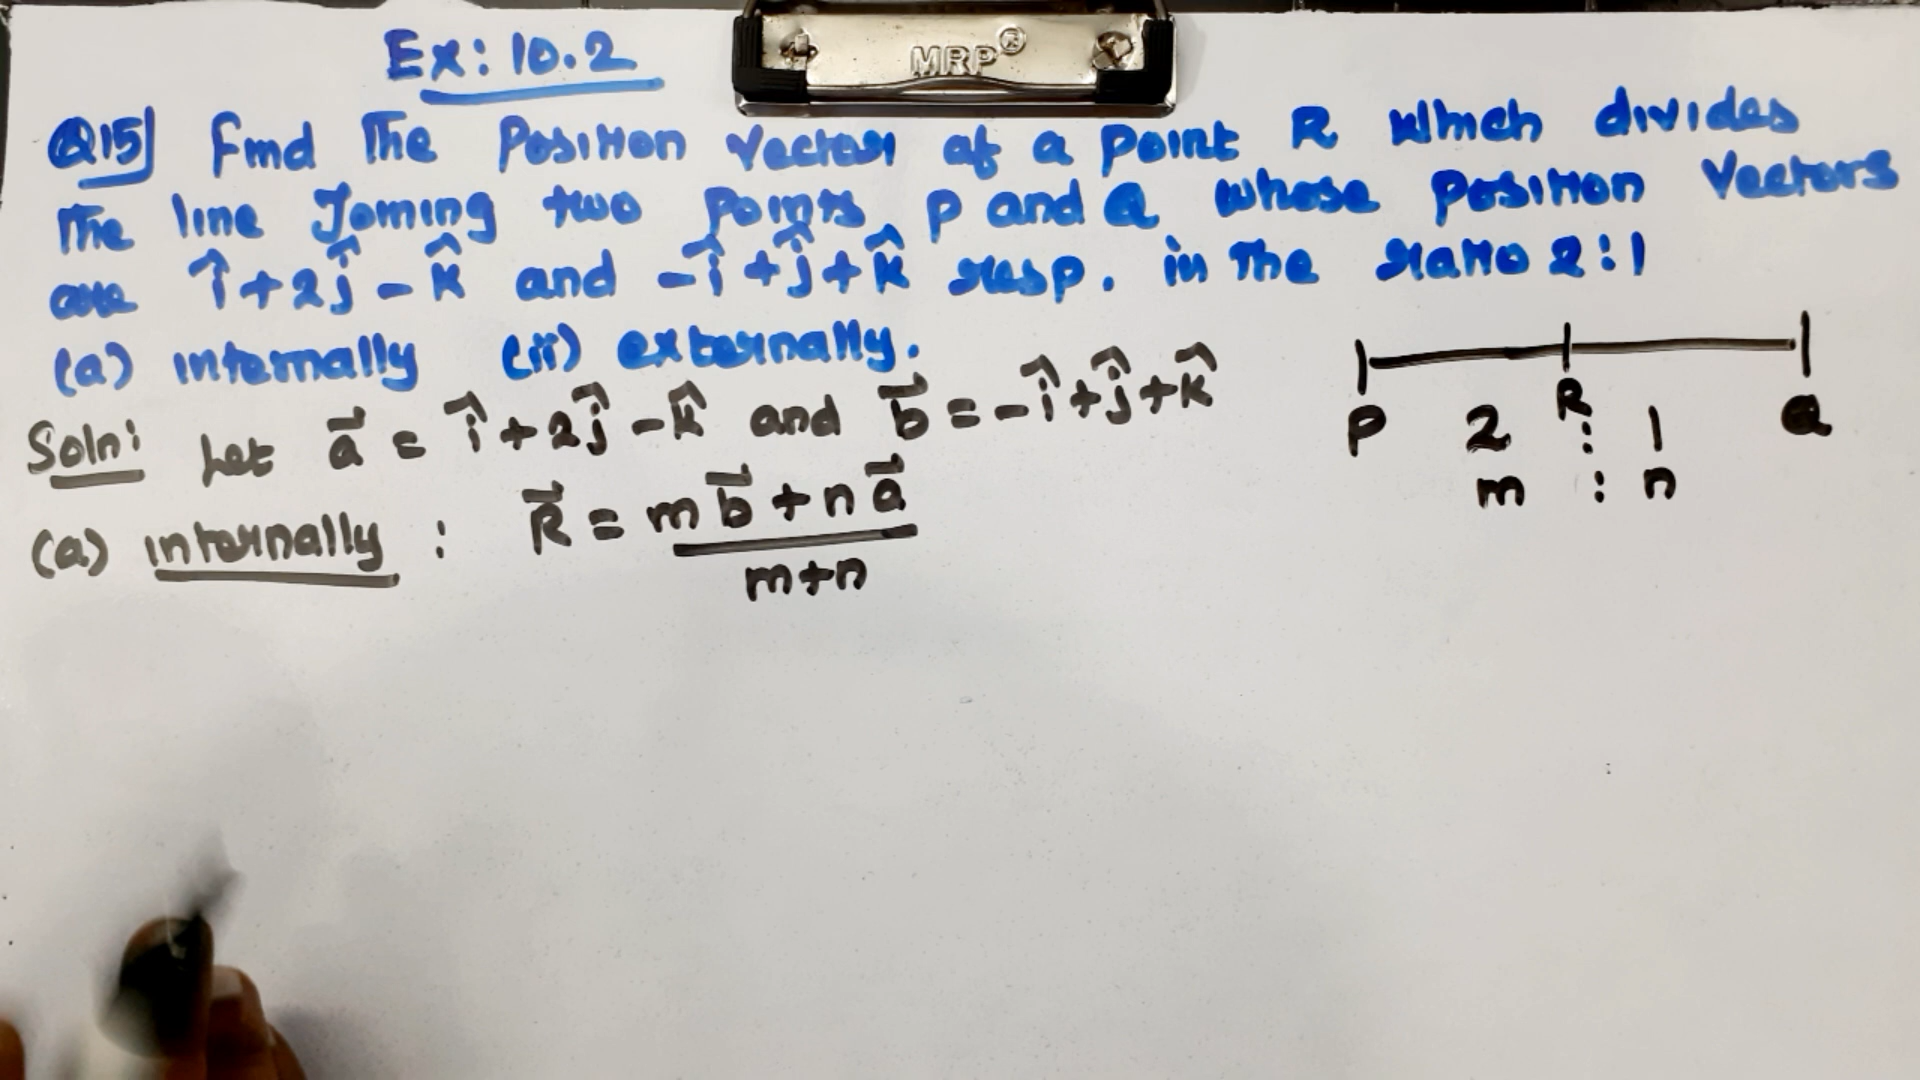 MRP®
Ex: 10.2
Q15] Find The Position vector of a point R which divides
The line Joining two points P and Q whose position vectors
are î+2ĵ-k̂ and -î+ĵ+k̂ resp. in The ratio 2:1
(a) internally (ii) externally.
Soln: Let a⃗ = î+2ĵ-k̂ and b⃗ = -î+ĵ+k̂
P 2 R : 1 Q
m : n
(a) internally : R⃗ = mb⃗ + na⃗
m+n